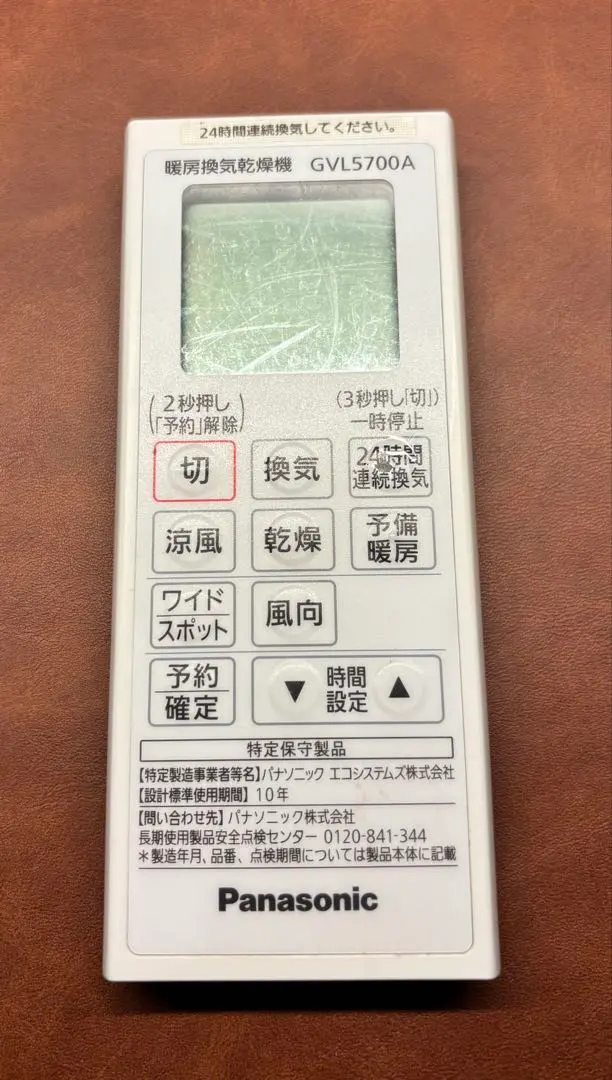 24時間連続換気してください。
暖房換気乾燥機 GVL5700A
(2秒押し
「予約」解除)
(3秒押し「切」)
一時停止
切
換気
24時間
連続換気
涼風
乾燥
予備
暖房
ワイド
スポット
風向
予約
確定
▼ 時間
設定 ▲
特定保守製品
【特定製造事業者等名】パナソニック エコシステムズ株式会社
【設計標準使用期間】10年
【問い合わせ先】パナソニック株式会社
長期使用製品安全点検センター 0120-841-344
＊製造年月、品番、点検期間については製品本体に記載
Panasonic